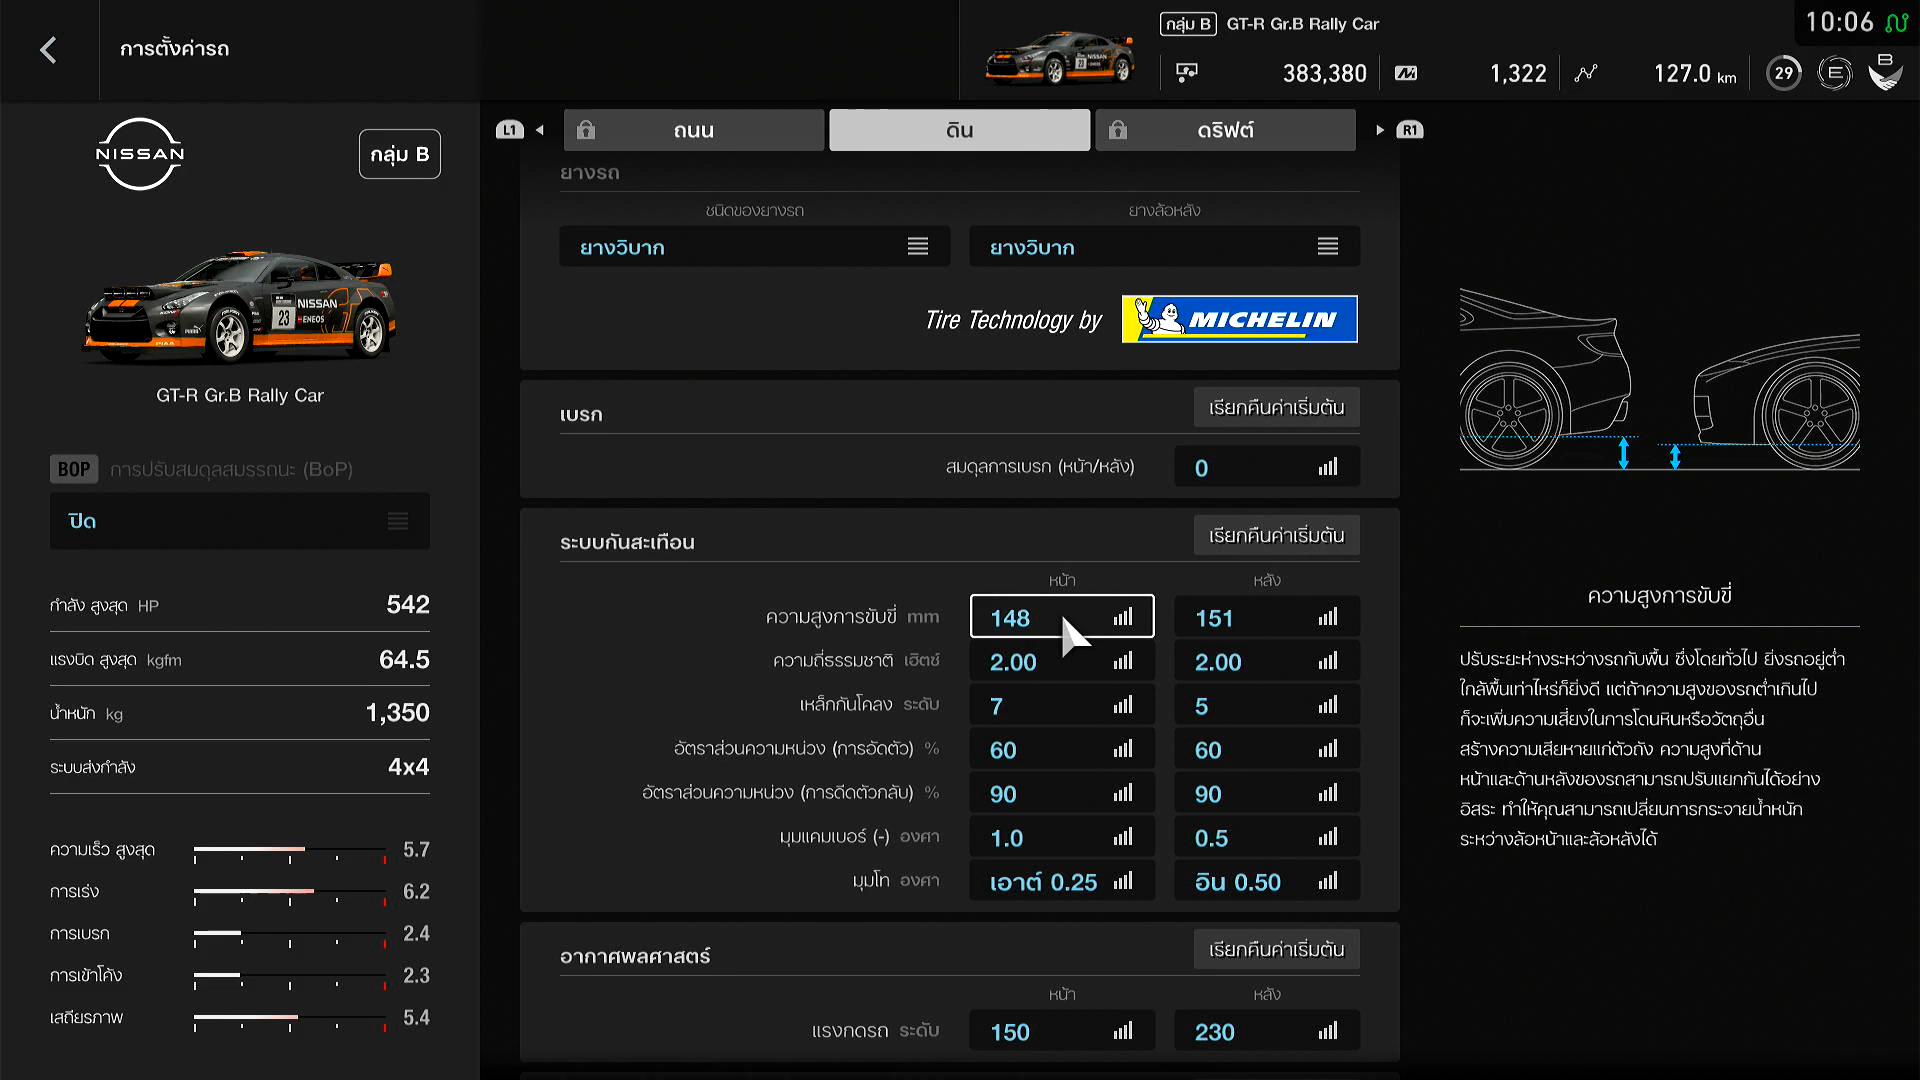 การตั้งค่ารถ
กลุ่ม B GT-R Gr.B Rally Car
10:06
383,380 1,322 127.0 km 29 E B
NISSAN
กลุ่ม B
GT-R Gr.B Rally Car
BOP การปรับสมดุลสมรรถนะ (BoP)
ปิด
กำลัง สูงสุด HP 542
แรงบิด สูงสุด kgfm 64.5
น้ำหนัก kg 1,350
ระบบส่งกำลัง 4x4
ความเร็ว สูงสุด 5.7
การเร่ง 6.2
การเบรก 2.4
การเข้าโค้ง 2.3
เสถียรภาพ 5.4
L1 ถนน ดิน ดริฟต์ R1
ยางรถ
ชนิดของยางรถ ยางล้อหลัง
ยางวิบาก ยางวิบาก
Tire Technology by MICHELIN
เบรก เรียกคืนค่าเริ่มต้น
สมดุลการเบรก (หน้า/หลัง) 0
ระบบกันสะเทือน เรียกคืนค่าเริ่มต้น
หน้า หลัง
ความสูงการขับขี่ mm 148 151
ความถี่ธรรมชาติ เฮิตซ์ 2.00 2.00
เหล็กกันโคลง ระดับ 7 5
อัตราส่วนความหน่วง (การอัดตัว) % 60 60
อัตราส่วนความหน่วง (การดีดตัวกลับ) % 90 90
มุมแคมเบอร์ (-) องศา 1.0 0.5
มุมโท องศา เอาต์ 0.25 อิน 0.50
อากาศพลศาสตร์ เรียกคืนค่าเริ่มต้น
หน้า หลัง
แรงกดรถ ระดับ 150 230
ความสูงการขับขี่
ปรับระยะห่างระหว่างรถกับพื้น ซึ่งโดยทั่วไป ยิ่งรถอยู่ต่ำ
ใกล้พื้นเท่าไหร่ก็ยิ่งดี แต่ถ้าความสูงของรถต่ำเกินไป
ก็จะเพิ่มความเสี่ยงในการโดนหินหรือวัตถุอื่น
สร้างความเสียหายแก่ตัวถัง ความสูงที่ด้าน
หน้าและด้านหลังของรถสามารถปรับแยกกันได้อย่าง
อิสระ ทำให้คุณสามารถเปลี่ยนการกระจายน้ำหนัก
ระหว่างล้อหน้าและล้อหลังได้